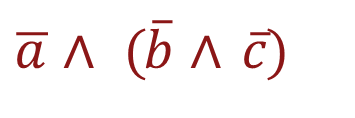 a̅ ∧ (b̅ ∧ c̅)